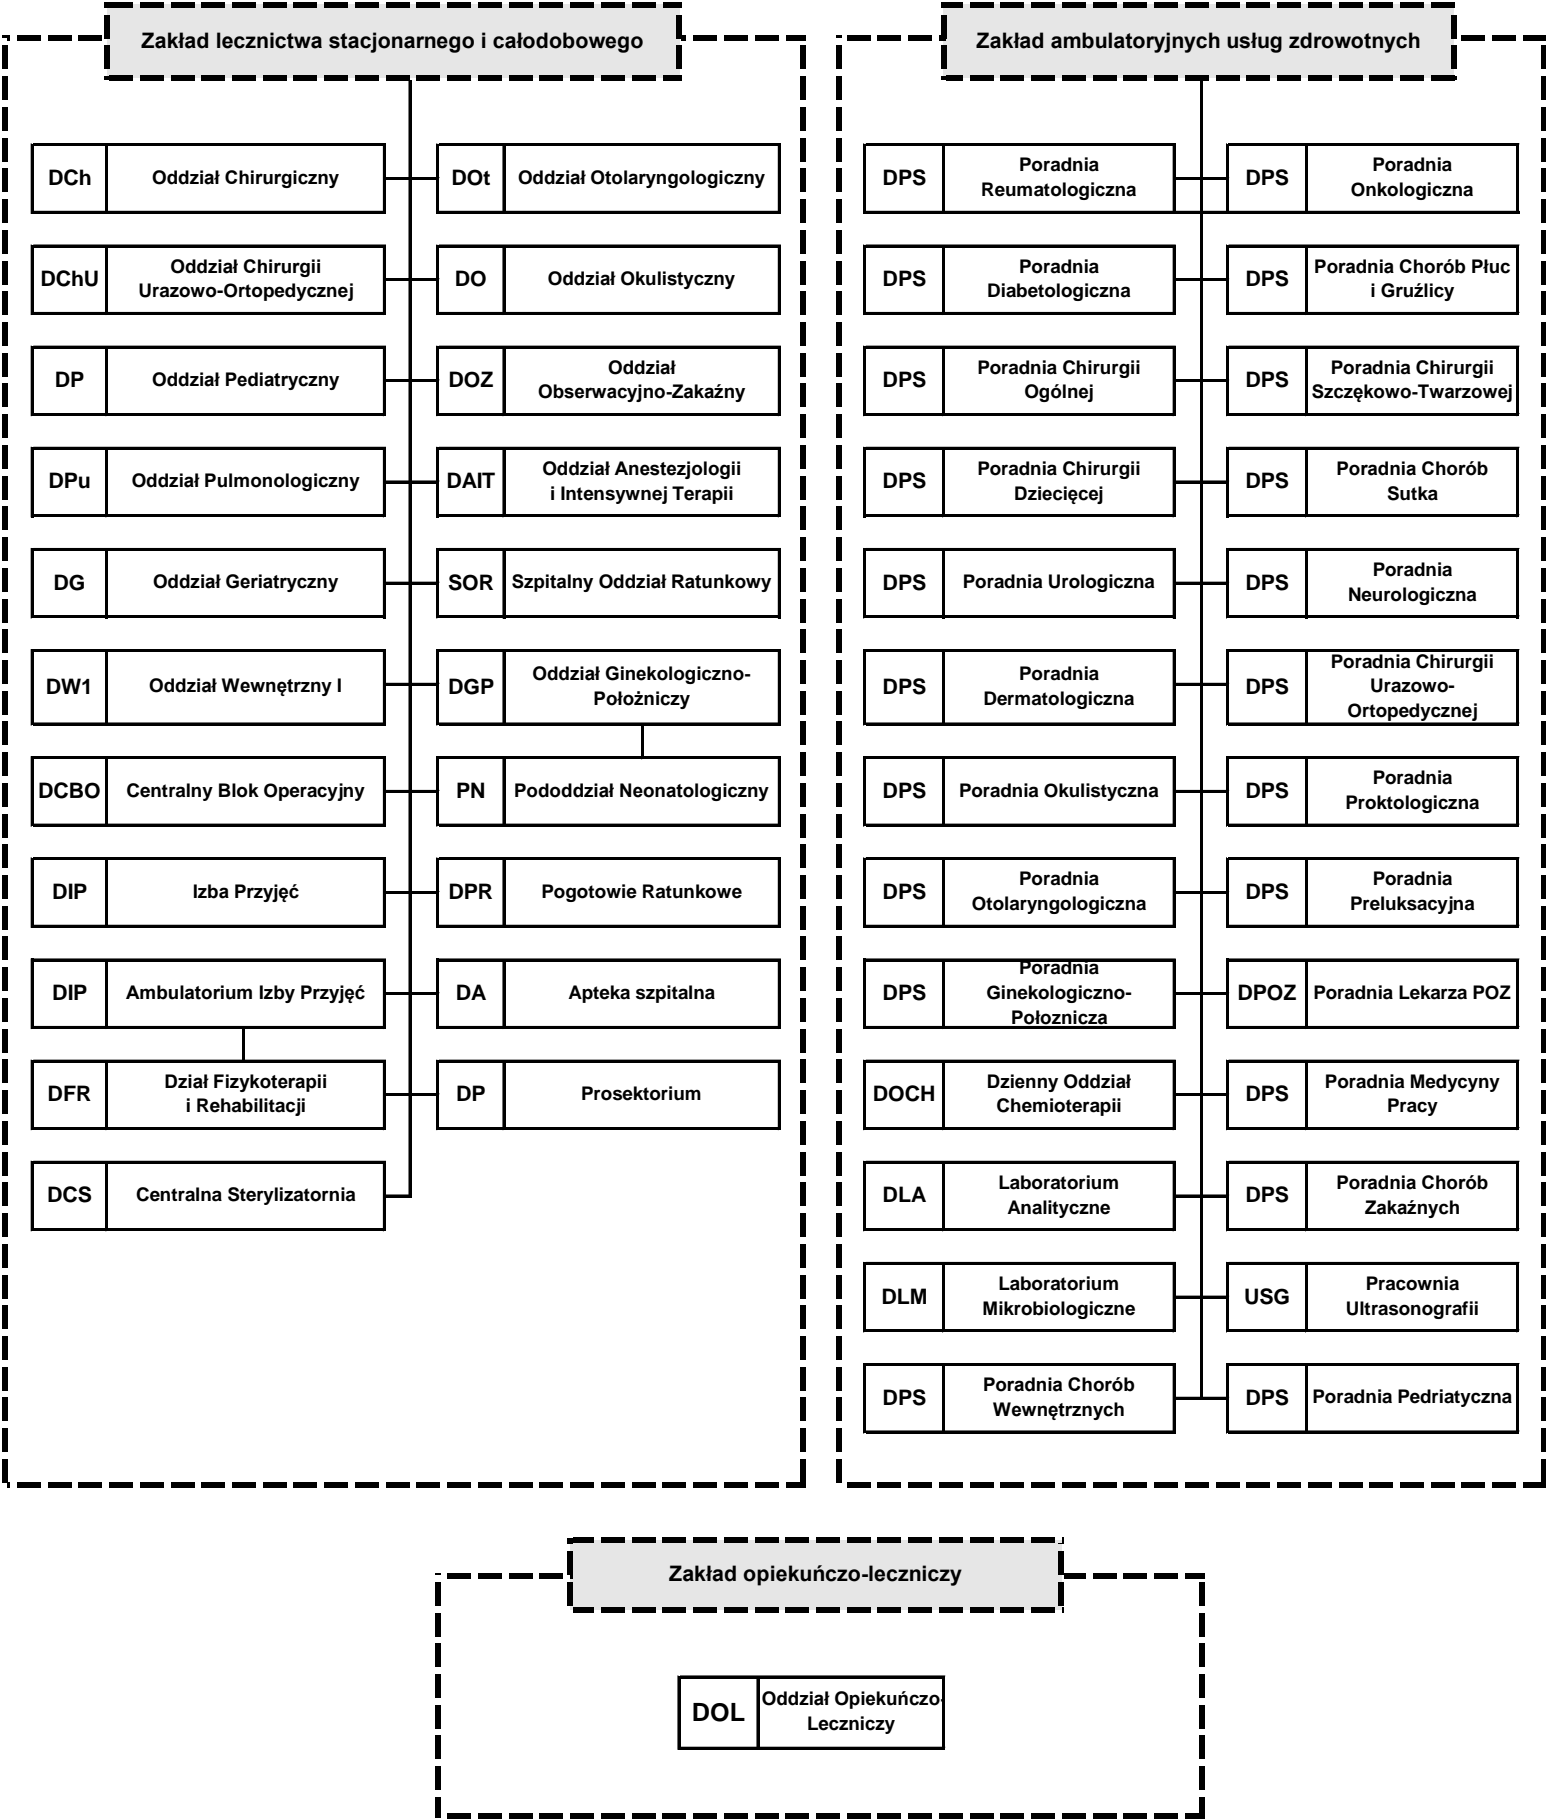 Zakład lecznictwa stacjonarnego i całodobowego
DCh
Oddział Chirurgiczny
DOt
Oddział Otolaryngologiczny
DChU
Oddział Chirurgii
Urazowo-Ortopedycznej
DO
Oddział Okulistyczny
DP
Oddział Pediatryczny
DOZ
Oddział
Obserwacyjno-Zakaźny
DPu
Oddział Pulmonologiczny
DAIT
Oddział Anestezjologii
i Intensywnej Terapii
DG
Oddział Geriatryczny
SOR
Szpitalny Oddział Ratunkowy
DW1
Oddział Wewnętrzny I
DGP
Oddział Ginekologiczno-
Położniczy
DCBO
Centralny Blok Operacyjny
PN
Pododdział Neonatologiczny
DIP
Izba Przyjęć
DPR
Pogotowie Ratunkowe
DIP
Ambulatorium Izby Przyjęć
DA
Apteka szpitalna
DFR
Dział Fizykoterapii
i Rehabilitacji
DP
Prosektorium
DCS
Centralna Sterylizatornia
Zakład ambulatoryjnych usług zdrowotnych
DPS
Poradnia
Reumatologiczna
DPS
Poradnia
Onkologiczna
DPS
Poradnia
Diabetologiczna
DPS
Poradnia Chorób Płuc
i Gruźlicy
DPS
Poradnia Chirurgii
Ogólnej
DPS
Poradnia Chirurgii
Szczękowo-Twarzowej
DPS
Poradnia Chirurgii
Dziecięcej
DPS
Poradnia Chorób
Sutka
DPS
Poradnia Urologiczna
DPS
Poradnia
Neurologiczna
DPS
Poradnia
Dermatologiczna
DPS
Poradnia Chirurgii
Urazowo-
Ortopedycznej
DPS
Poradnia Okulistyczna
DPS
Poradnia
Proktologiczna
DPS
Poradnia
Otolaryngologiczna
DPS
Poradnia
Preluksacyjna
DPS
Poradnia
Ginekologiczno-
Połoznicza
DPOZ
Poradnia Lekarza POZ
DOCH
Dzienny Oddział
Chemioterapii
DPS
Poradnia Medycyny
Pracy
DLA
Laboratorium
Analityczne
DPS
Poradnia Chorób
Zakaźnych
DLM
Laboratorium
Mikrobiologiczne
USG
Pracownia
Ultrasonografii
DPS
Poradnia Chorób
Wewnętrznych
DPS
Poradnia Pedriatyczna
Zakład opiekuńczo-leczniczy
DOL
Oddział Opiekuńczo-
Leczniczy